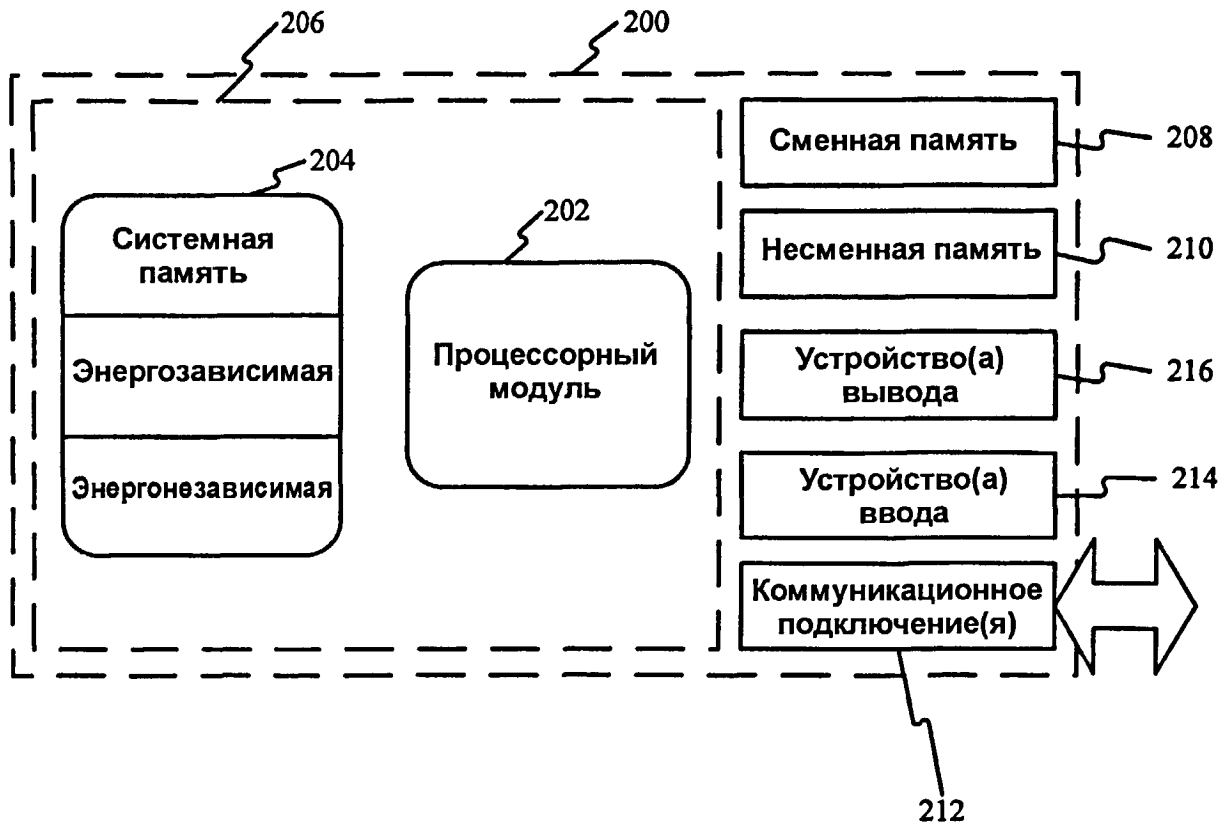 206
200
Сменная память
208
204
202
Системная
память
Несменная память
210
Энергозависимая
Процессорный
модуль
Устройство(а)
вывода
216
Энергонезависимая
Устройство(а)
ввода
214
Коммуникационное
подключение(я)
212